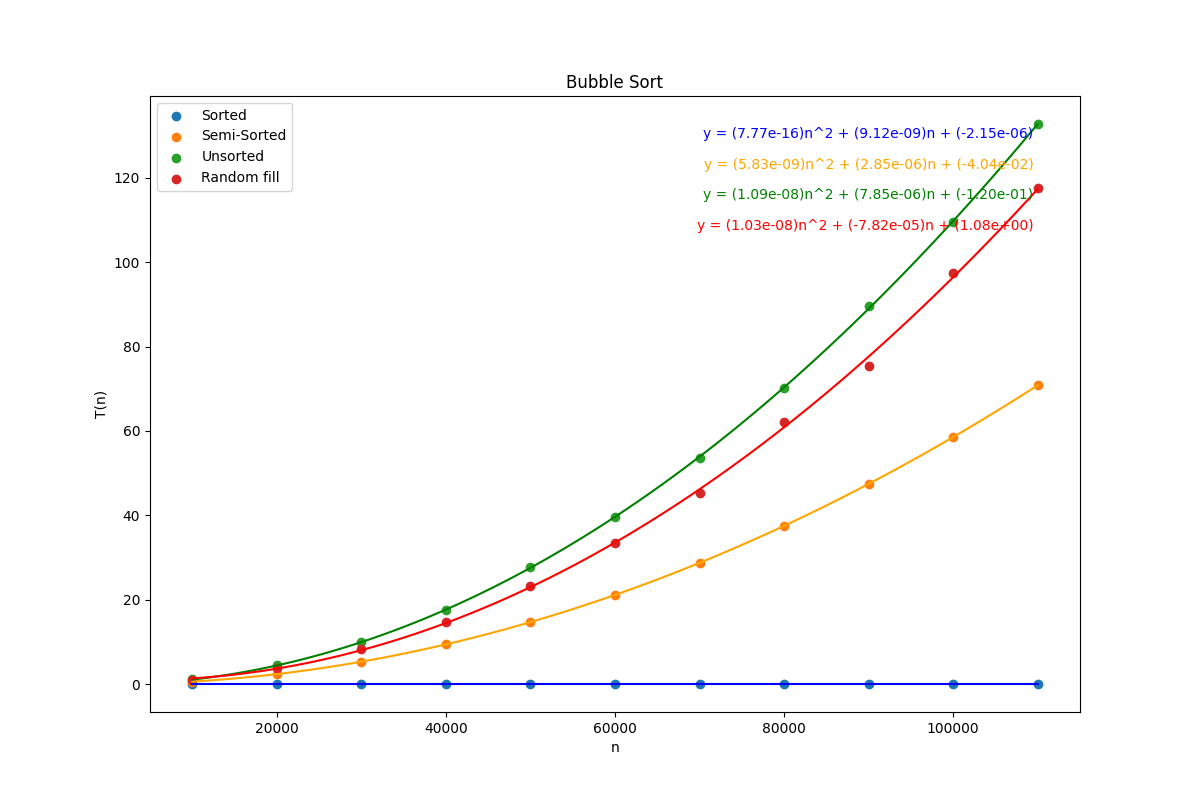 Bubble Sort
Sorted
Semi-Sorted
Unsorted
Random fill
y = (7.77e-16)n^2 + (9.12e-09)n + (-2.15e-06)
y = (5.83e-09)n^2 + (2.85e-06)n + (-4.04e-02)
y = (1.09e-08)n^2 + (7.85e-06)n + (-1.20e-01)
y = (1.03e-08)n^2 + (-7.82e-05)n + (1.08e+00)
120
100
80
60
40
20
0
T(n)
20000 40000 60000 80000 100000
n